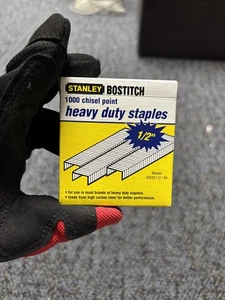 STANLEY BOSTITCH
1000 chisel point
heavy duty staples
1/2"
Model
• for use in most brands of heavy duty staplers.
• made from high carbon steel for better performance.